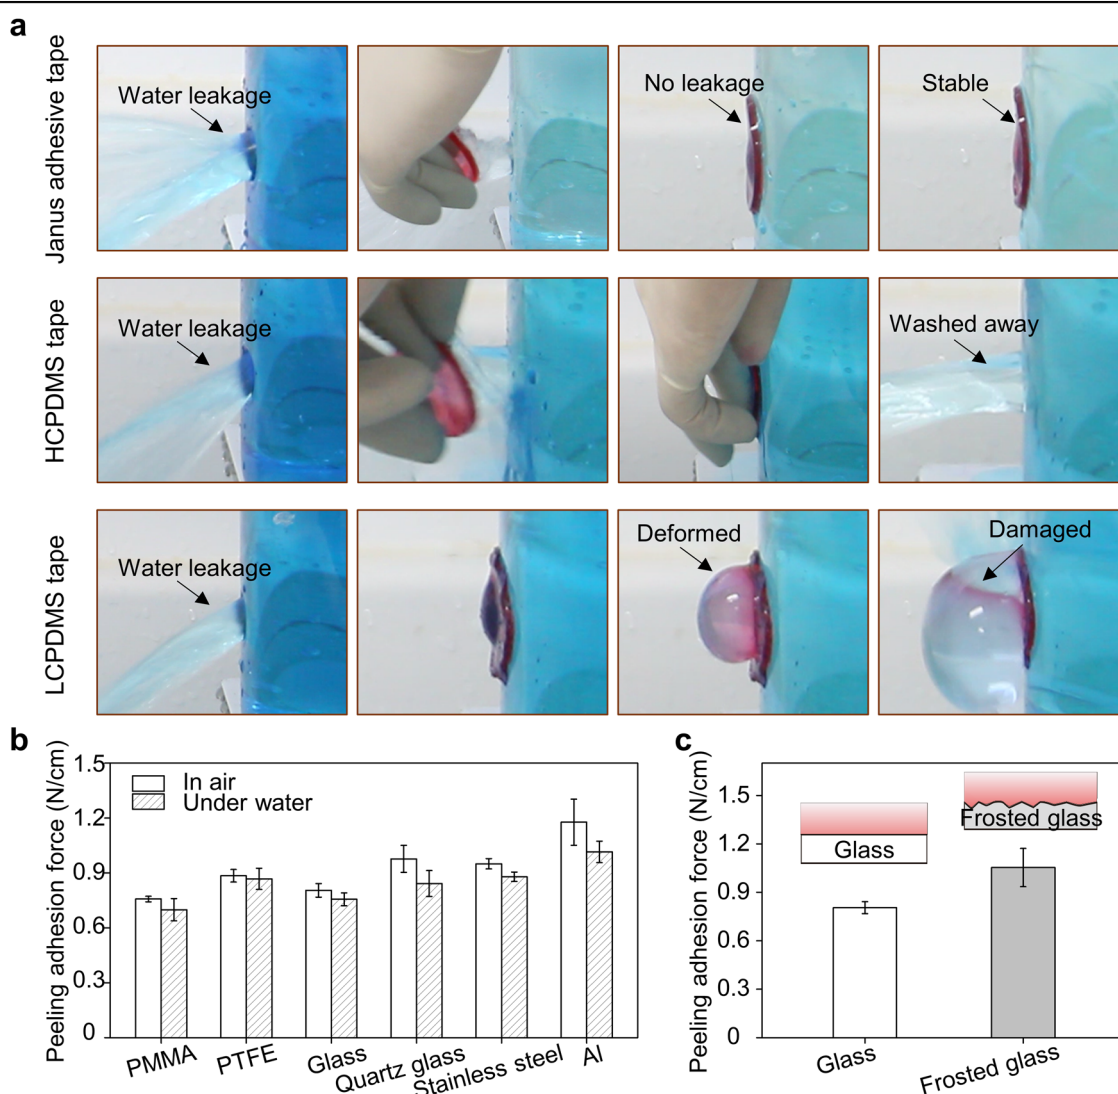 a
Janus adhesive tape
Water leakage
No leakage
Stable
HCPDMS tape
Water leakage
Washed away
LCPDMS tape
Water leakage
Deformed
Damaged
b
Peeling adhesion force (N/cm)
1.5
1.2
0.9
0.6
0.3
0
In air
Under water
PMMA
PTFE
Glass
Quartz glass
Stainless steel
Al
c
Peeling adhesion force (N/cm)
1.5
1.2
0.9
0.6
0.3
0
Glass
Frosted glass
Glass
Frosted glass